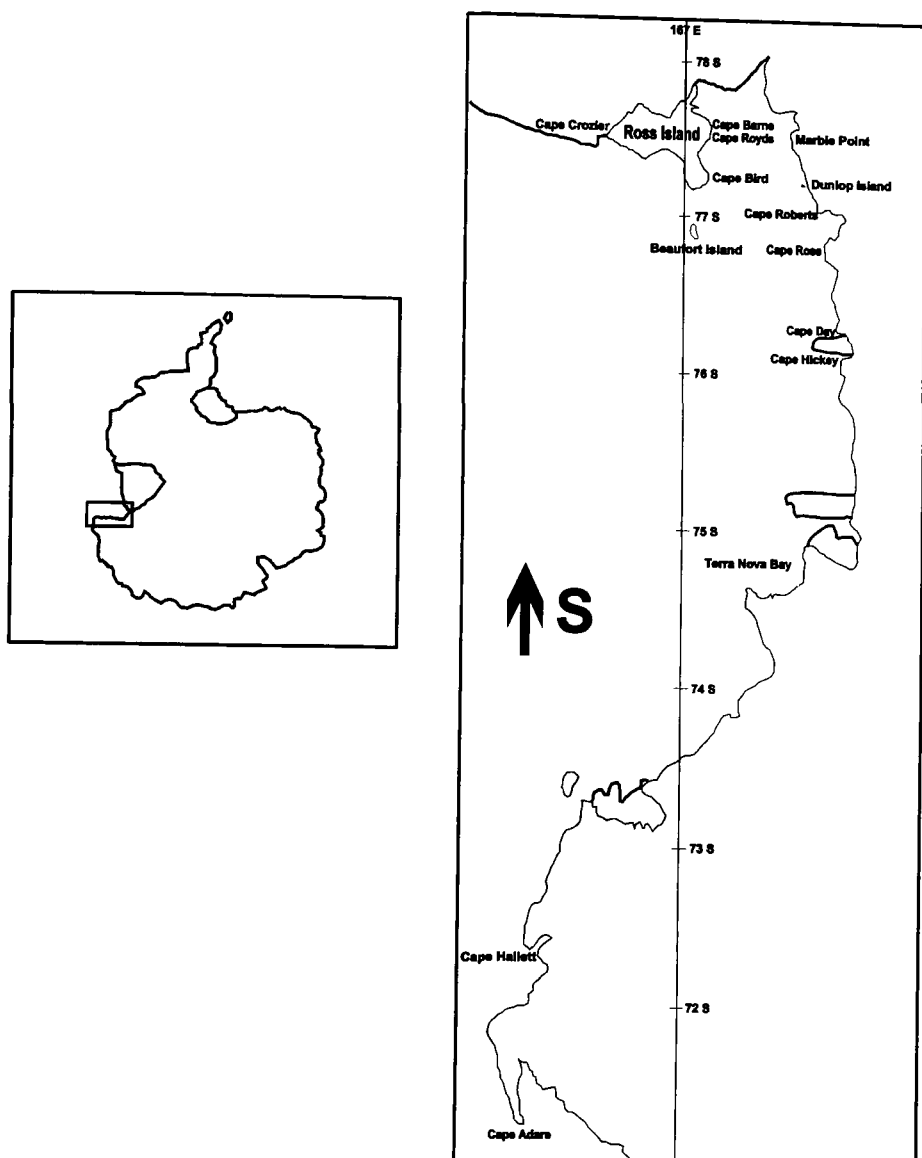 167 E
78 S
Cape Crozier
Ross Island
Cape Barne
Cape Royds
Marble Point
Cape Bird
Dunlop Island
Cape Roberts
77 S
Beaufort Island
Cape Ross
Cape Day
Cape Hickey
76 S
75 S
Terra Nova Bay
S
74 S
73 S
Cape Hallett
72 S
Cape Adare